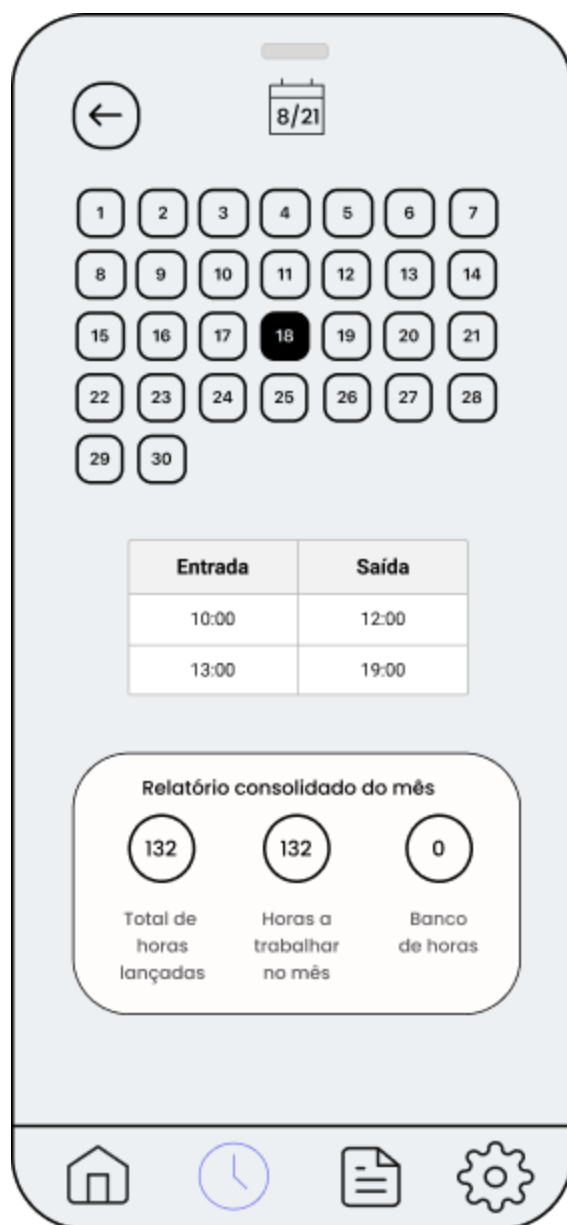 8/21
1 2 3 4 5 6 7
8 9 10 11 12 13 14
15 16 17 18 19 20 21
22 23 24 25 26 27 28
29 30
Entrada Saída
10:00 12:00
13:00 19:00
Relatório consolidado do mês
132 132 0
Total de horas lançadas
Horas a trabalhar no mês
Banco de horas